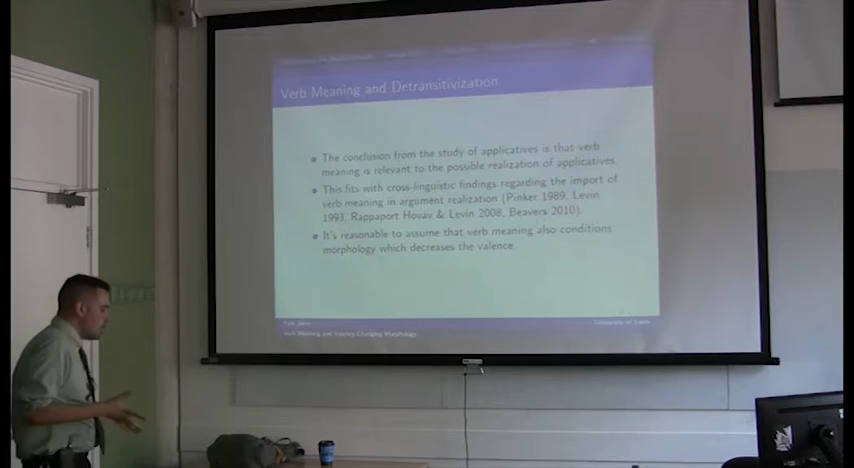 Verb Meaning and Detransitivization
The conclusion from the study of applicatives is that verb
meaning is relevant to the possible realization of applicatives.
This fits with cross-linguistic findings regarding the import of
verb meaning in argument realization (Pinker 1989, Levin
1993, Rappaport Hovav & Levin 2008, Beavers 2010).
It's reasonable to assume that verb meaning also conditions
morphology which decreases the valence.
University of
Verb Meaning and Valency Changing Morphology